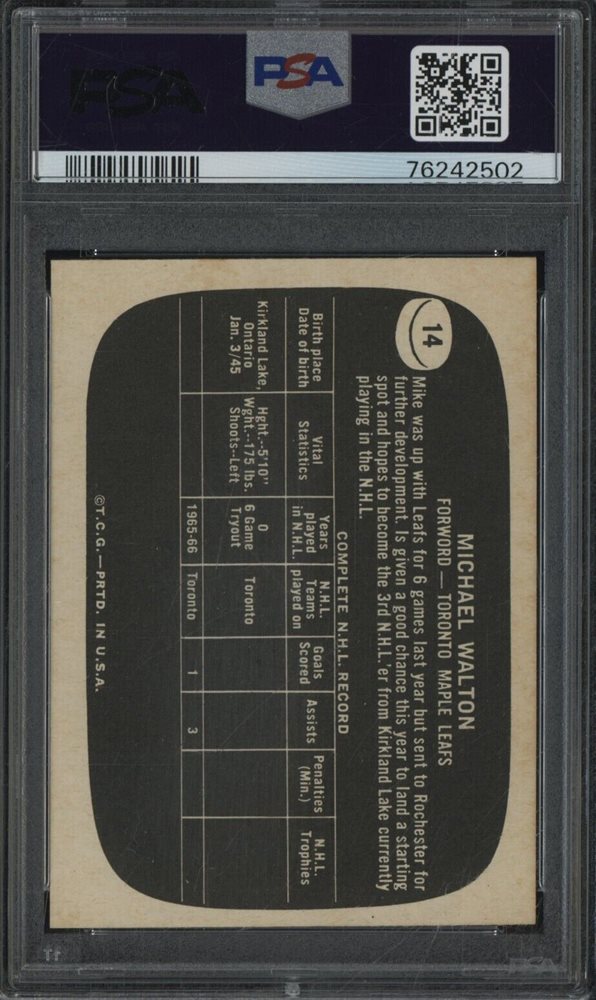 PSA
PSA
76242502
14
MICHAEL WALTON
FORWORD — TORONTO MAPLE LEAFS
Mike was up with Leafs for 6 games last year but sent to Rochester for
further development. Is given a good chance this year to land a starting
spot and hopes to become the 3rd N.H.L.'er from Kirkland Lake currently
playing in the N.H.L.
COMPLETE N.H.L. RECORD
Birth place
Date of birth
Vital
Statistics
Years
played
in N.H.L.
N.H.L.
Teams
played on
Goals
Scored
Assists
Penalties
(Min.)
N.H.L.
Trophies
Kirkland Lake,
Ontario
Jan. 3/45
Hght.--5'10"
Wght.--175 lbs.
Shoots--Left
0
6 Game
Tryout
Toronto
1965-66
Toronto
1
3
©T.C.G.—PRTD. IN U.S.A.
PSA